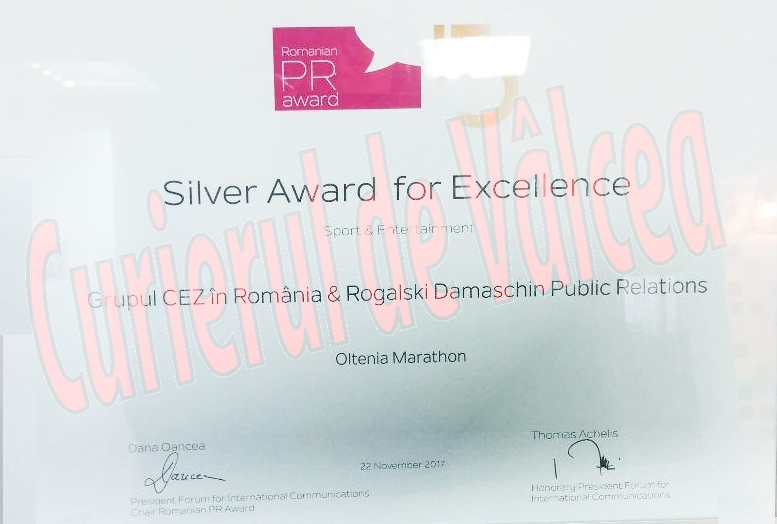 Romanian
PR
award
15
Silver Award for Excellence
Sport & Entertainment
Grupul CEZ în România & Rogalski Damaschin Public Relations
Oltenia Marathon
Curierul de Vâlcea
Dana Oancea
Thomas Achelis
22 November 2017
President Forum for International Communications
Chair Romanian PR Award
Honorary President Forum for
International Communications